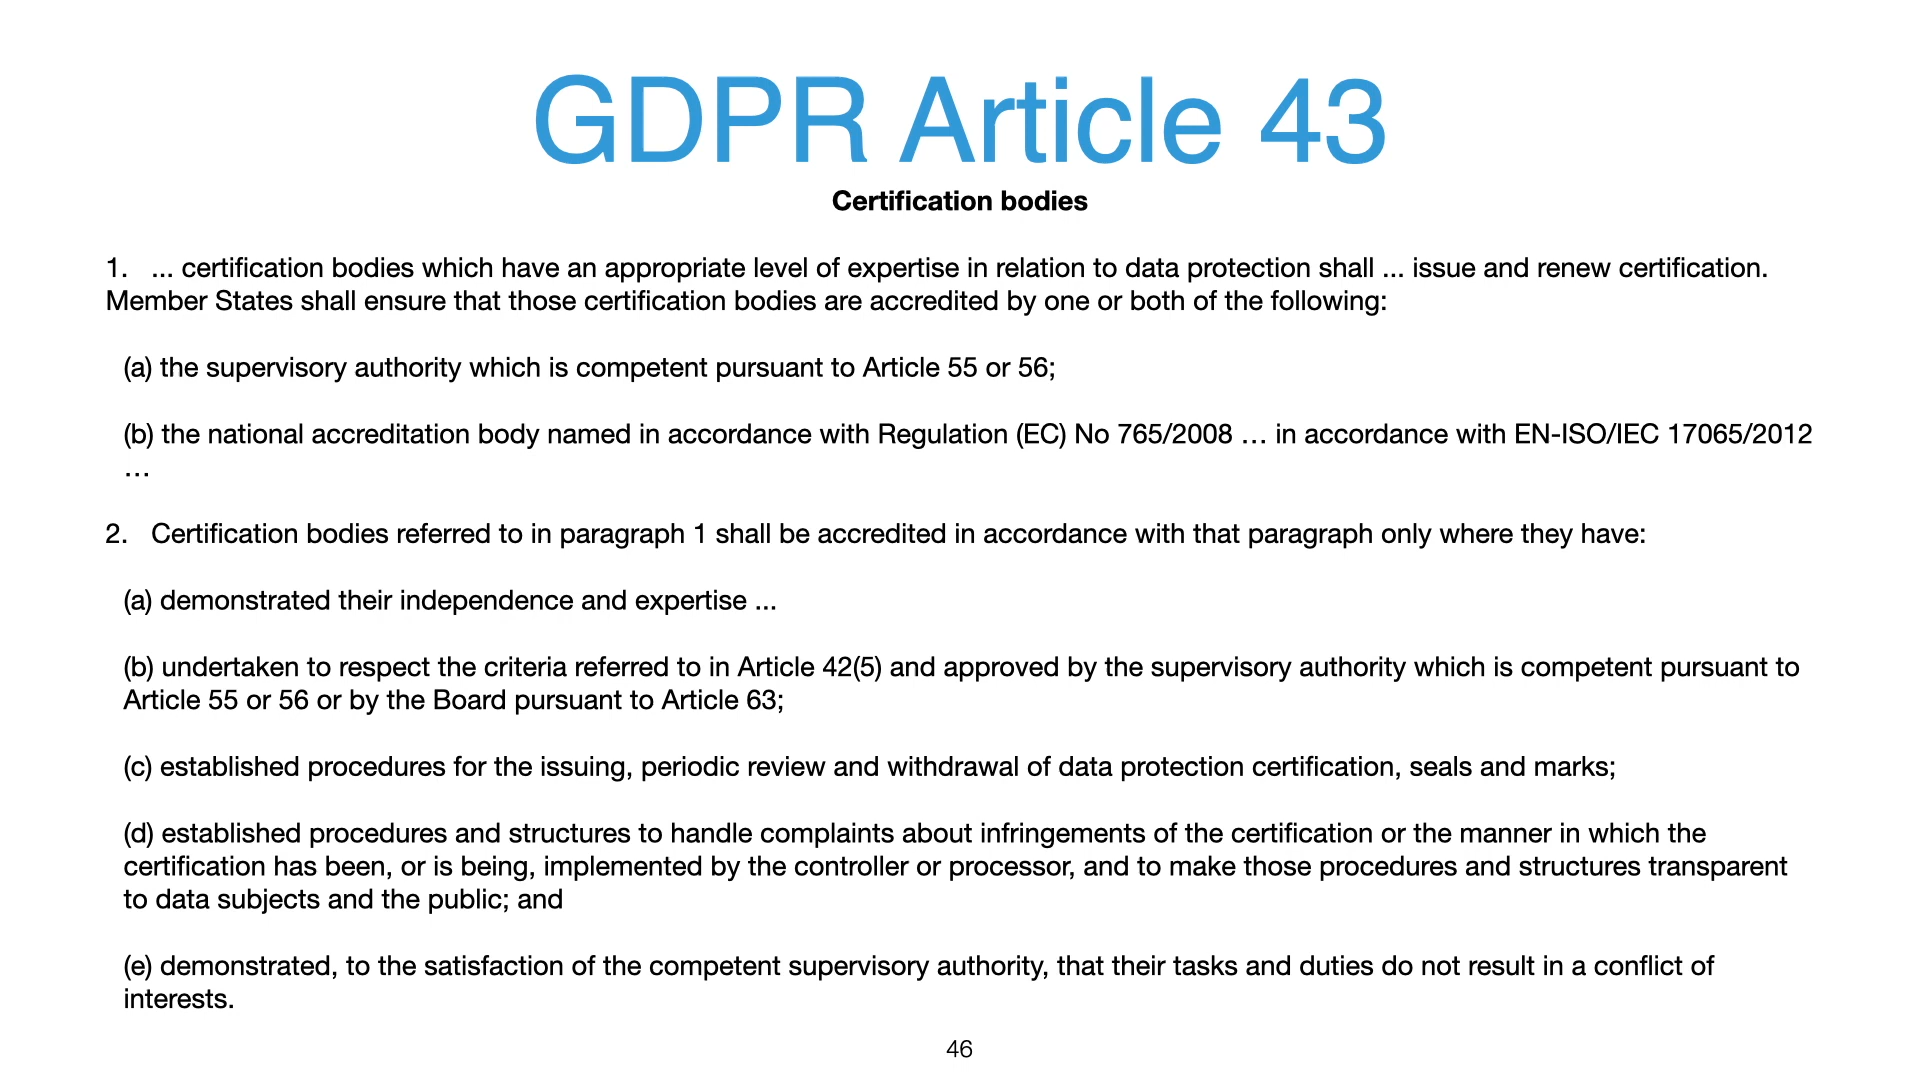 GDPR Article 43
Certification bodies
1. ... certification bodies which have an appropriate level of expertise in relation to data protection shall ... issue and renew certification.
Member States shall ensure that those certification bodies are accredited by one or both of the following:
(a) the supervisory authority which is competent pursuant to Article 55 or 56;
(b) the national accreditation body named in accordance with Regulation (EC) No 765/2008 … in accordance with EN-ISO/IEC 17065/2012
…
2. Certification bodies referred to in paragraph 1 shall be accredited in accordance with that paragraph only where they have:
(a) demonstrated their independence and expertise ...
(b) undertaken to respect the criteria referred to in Article 42(5) and approved by the supervisory authority which is competent pursuant to
Article 55 or 56 or by the Board pursuant to Article 63;
(c) established procedures for the issuing, periodic review and withdrawal of data protection certification, seals and marks;
(d) established procedures and structures to handle complaints about infringements of the certification or the manner in which the
certification has been, or is being, implemented by the controller or processor, and to make those procedures and structures transparent
to data subjects and the public; and
(e) demonstrated, to the satisfaction of the competent supervisory authority, that their tasks and duties do not result in a conflict of
interests.
46